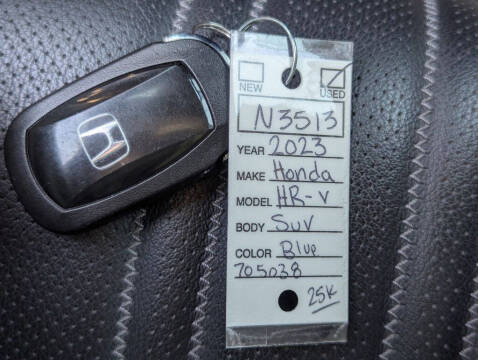 NEW USED
N3513
YEAR 2023
MAKE Honda
MODEL HR-V
BODY SUV
COLOR Blue
705038
25K